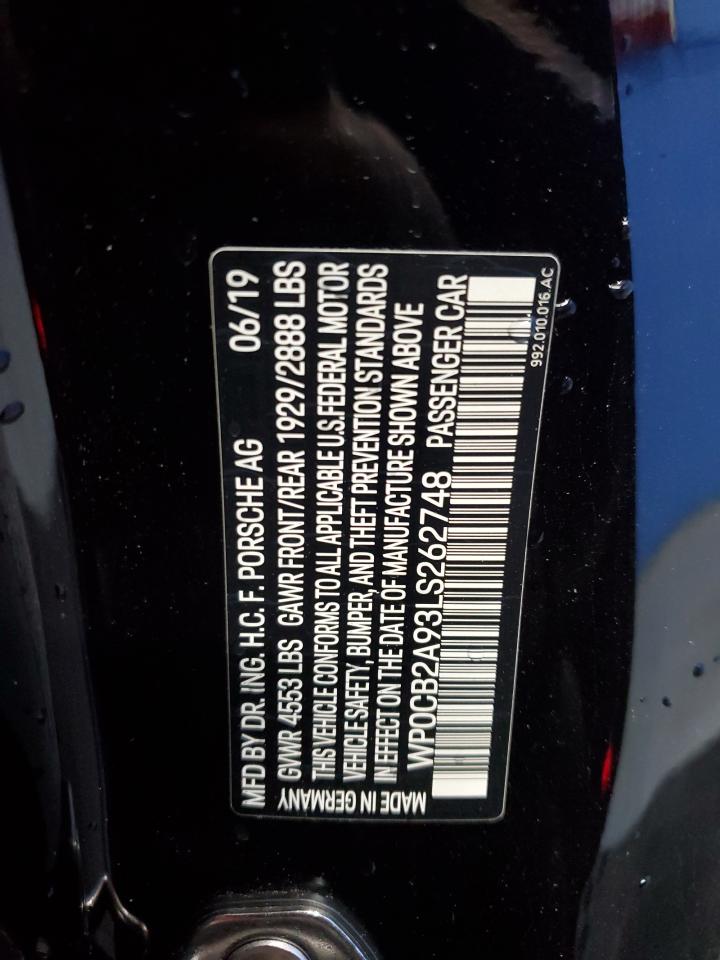 MFD BY DR. ING. H.C. F. PORSCHE AG 06/19
GVWR 4553 LBS GAWR FRONT/REAR 1929/2888 LBS
THIS VEHICLE CONFORMS TO ALL APPLICABLE U.S. FEDERAL MOTOR
VEHICLE SAFETY, BUMPER, AND THEFT PREVENTION STANDARDS
IN EFFECT ON THE DATE OF MANUFACTURE SHOWN ABOVE
MADE IN GERMANY
WP0CB2A93LS262748 PASSENGER CAR
992.010.016.AC